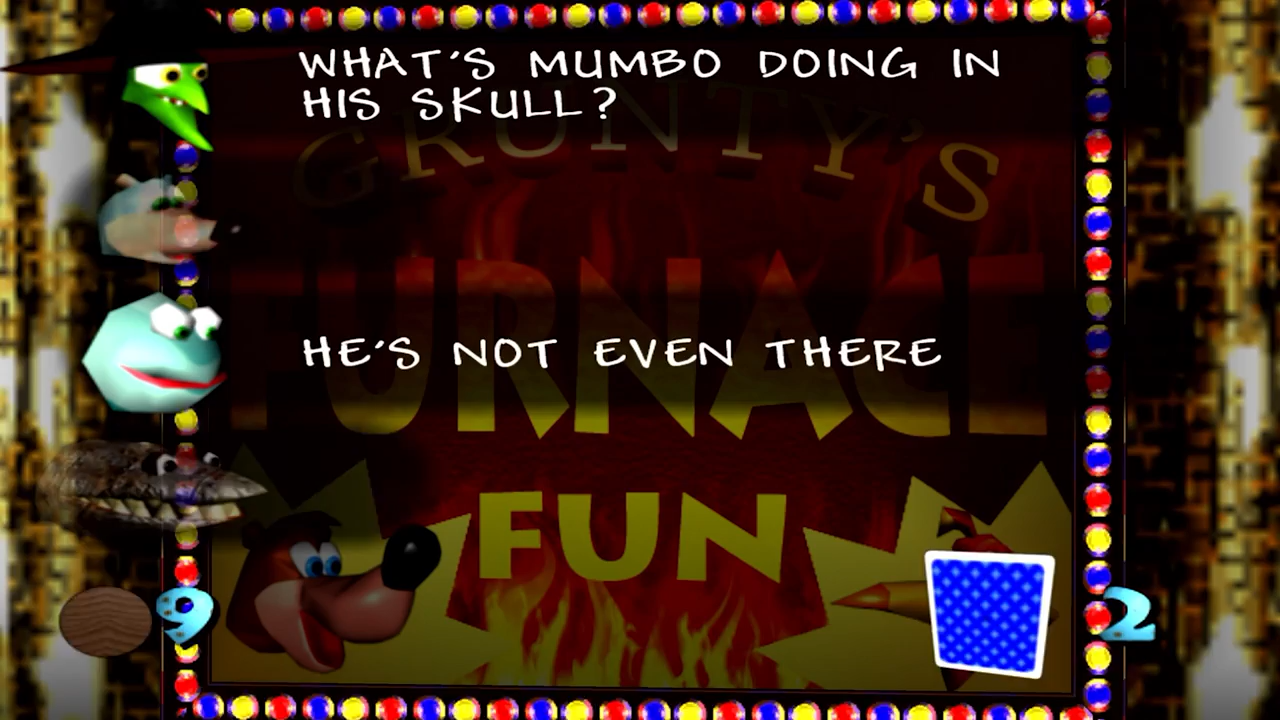 WHAT'S MUMBO DOING IN
HIS SKULL?
GRUNTY'S
HE'S NOT EVEN THERE
FURNACE
FUN
9
2